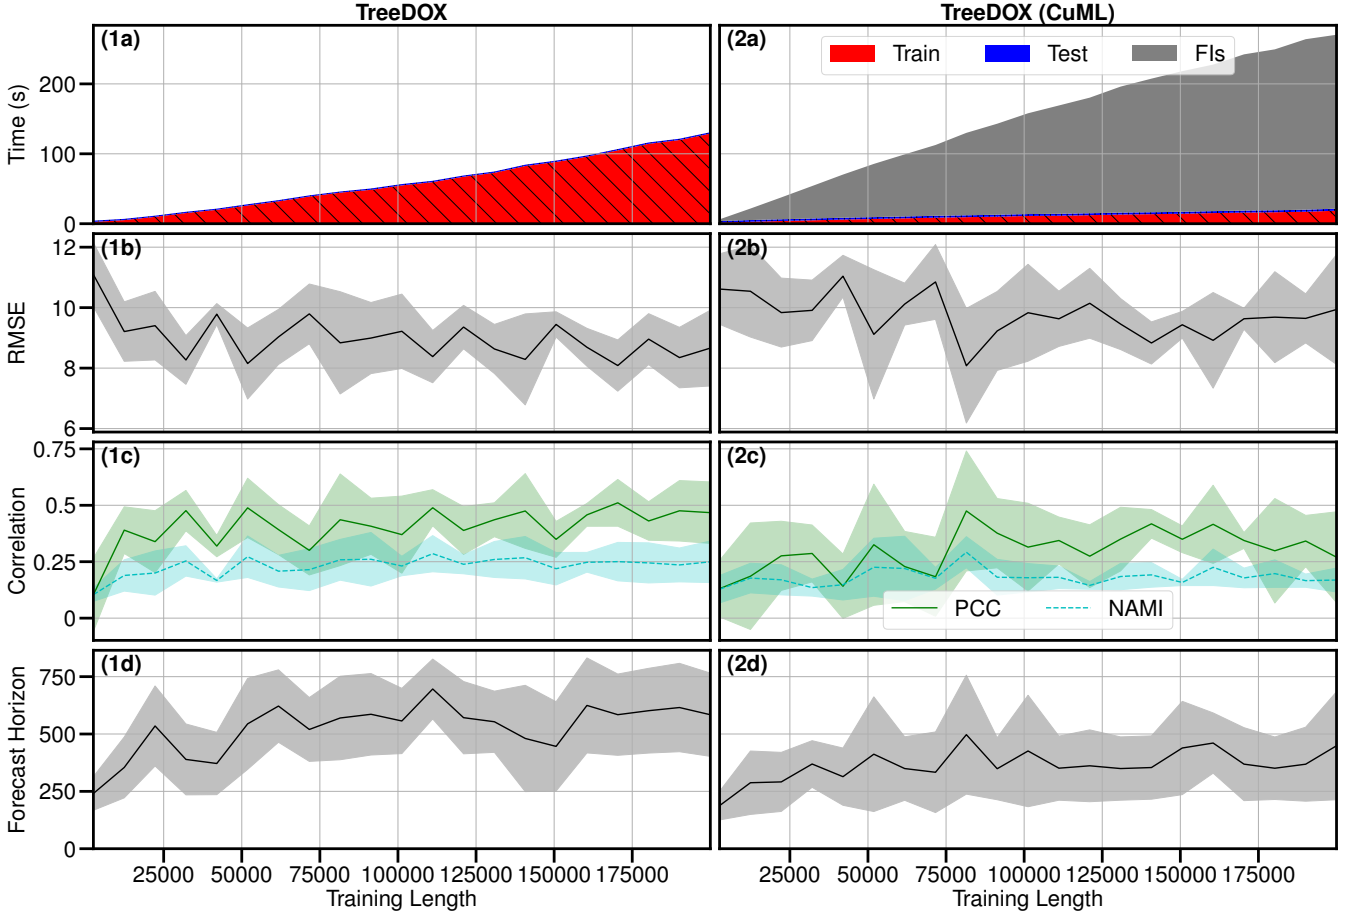 TreeDOX
TreeDOX (CuML)
(1a)
(2a)
Train
Test
FIs
Time (s)
200
100
0
(1b)
(2b)
RMSE
12
10
8
6
(1c)
(2c)
Correlation
0.75
0.5
0.25
0
PCC
NAMI
(1d)
(2d)
Forecast Horizon
750
500
250
0
25000 50000 75000 100000 125000 150000 175000
25000 50000 75000 100000 125000 150000 175000
Training Length
Training Length